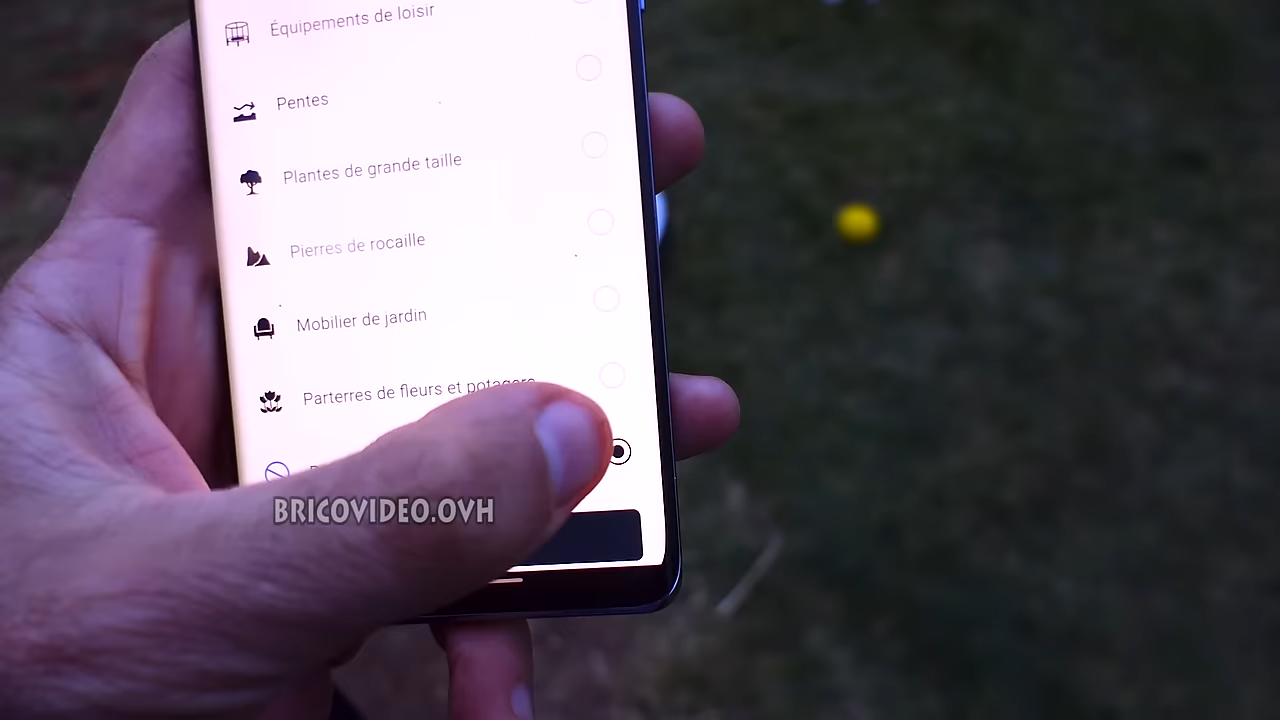 Équipements de loisir
Pentes
Plantes de grande taille
Pierres de rocaille
Mobilier de jardin
Parterres de fleurs et potagers
BRICOVIDEO.OVH